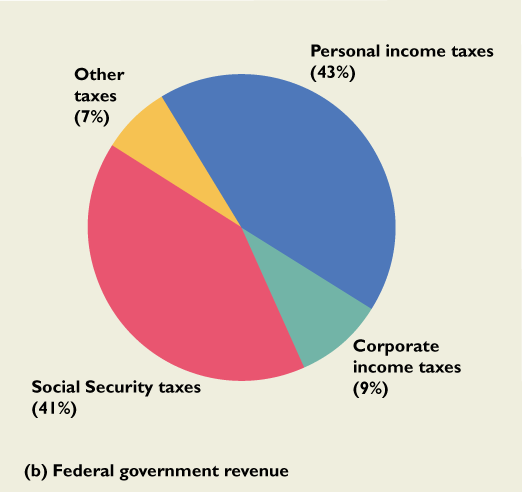 Personal income taxes
(43%)
Other
taxes
(7%)
Corporate
income taxes
(9%)
Social Security taxes
(41%)
(b) Federal government revenue